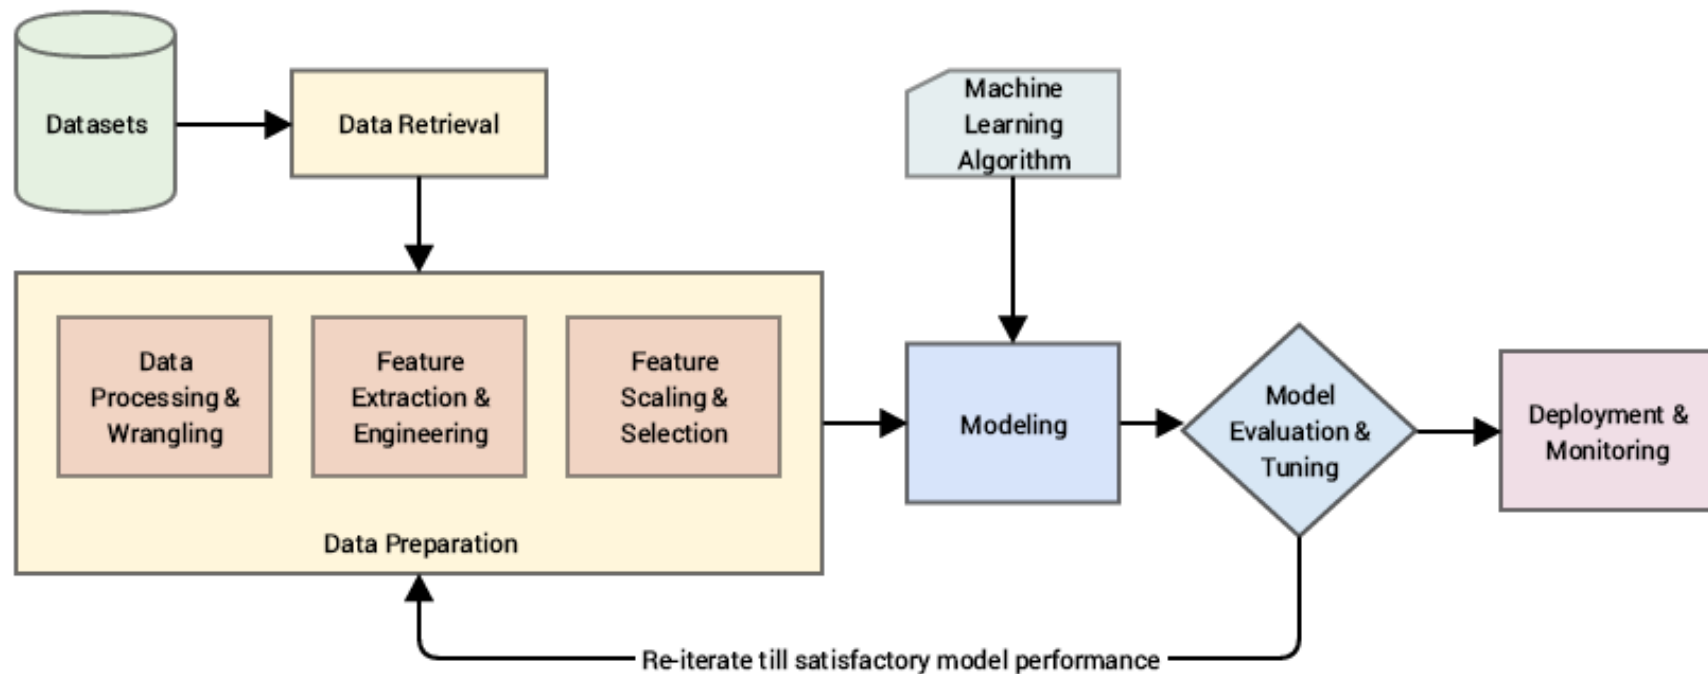 Datasets
Data Retrieval
Machine
Learning
Algorithm
Data
Processing &
Wrangling
Feature
Extraction &
Engineering
Feature
Scaling &
Selection
Data Preparation
Modeling
Model
Evaluation &
Tuning
Deployment &
Monitoring
Re-iterate till satisfactory model performance